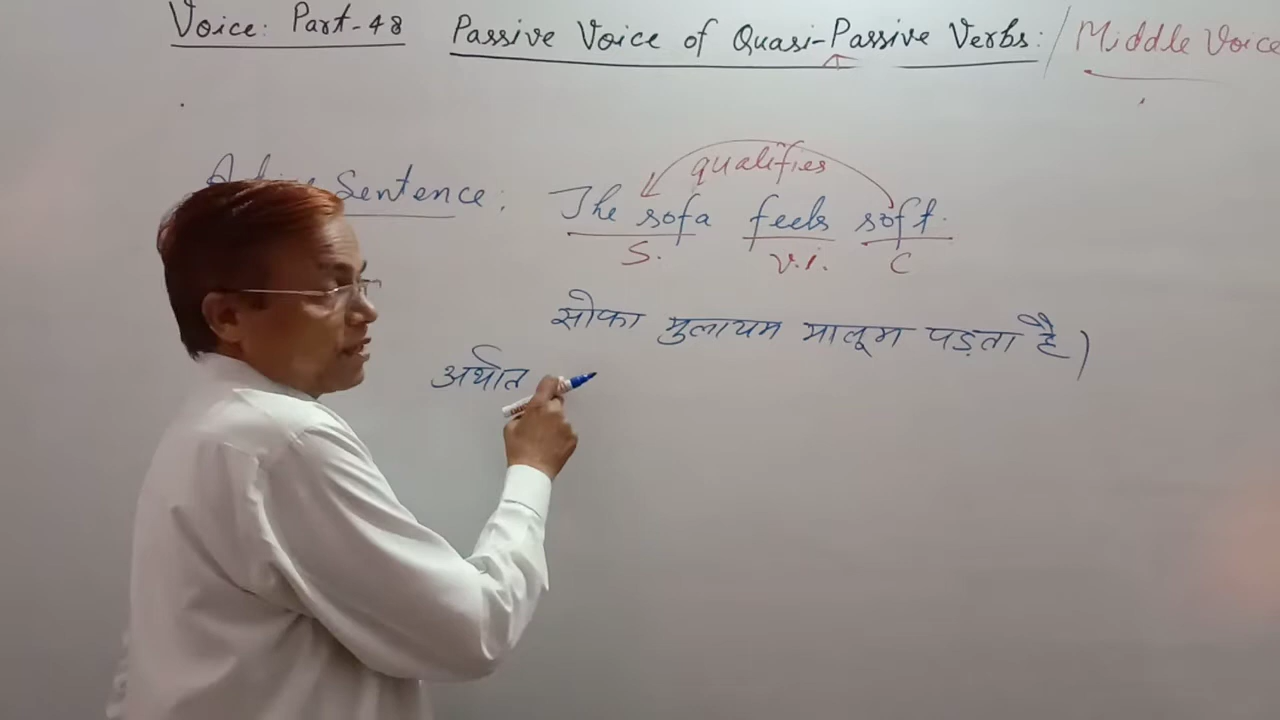 Voice: Part-48 Passive Voice of Quasi-Passive Verbs: / Middle Voice
qualifies
Sentence: The sofa feels soft.
S. V.i. C
सोफा मुलायम मालूम पड़ता है)
अर्थात